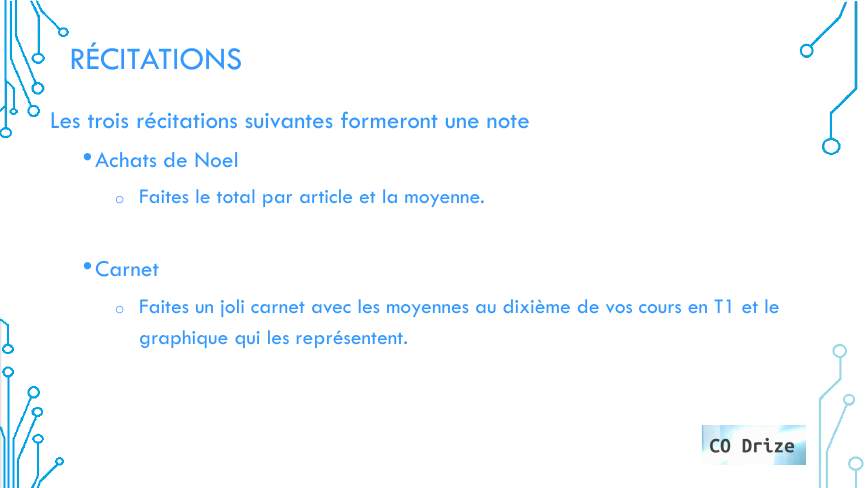 RÉCITATIONS
Les trois récitations suivantes formeront une note
•Achats de Noel
o Faites le total par article et la moyenne.
•Carnet
o Faites un joli carnet avec les moyennes au dixième de vos cours en T1 et le
graphique qui les représentent.
CO Drize